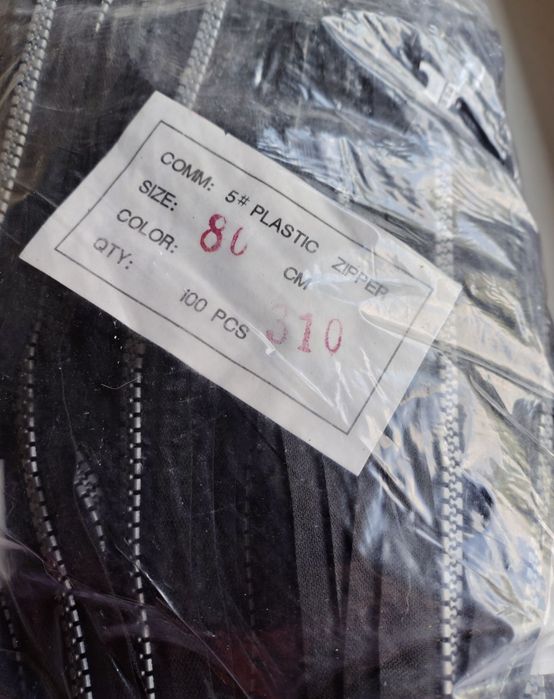 COMM: 5# PLASTIC ZIPPER
SIZE: 80 CM
COLOR: 310
QTY: 100 PCS